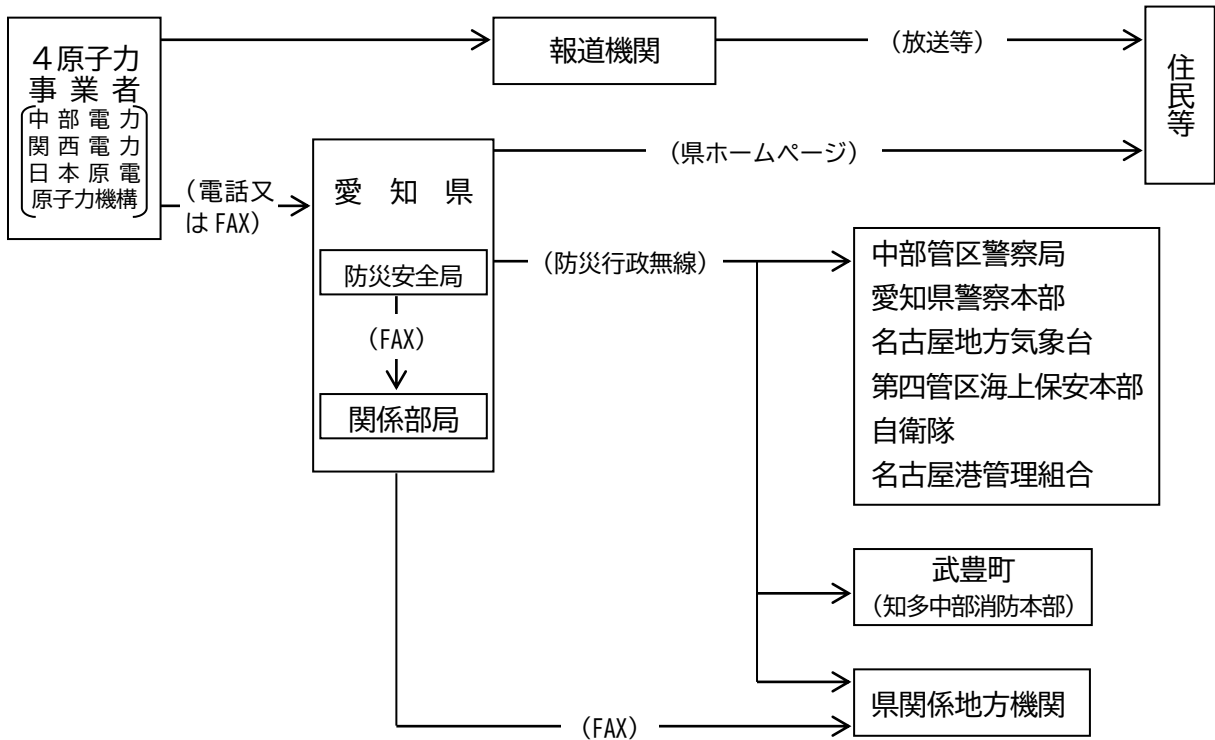 ４原子力
事業者
中部電力
関西電力
日本原電
原子力機構
（電話又
は FAX）
報道機関
（放送等）
住民等
愛　知　県
（県ホームページ）
防災安全局
（FAX）
関係部局
（防災行政無線）
中部管区警察局
愛知県警察本部
名古屋地方気象台
第四管区海上保安本部
自衛隊
名古屋港管理組合
武豊町
（知多中部消防本部）
県関係地方機関
（FAX）